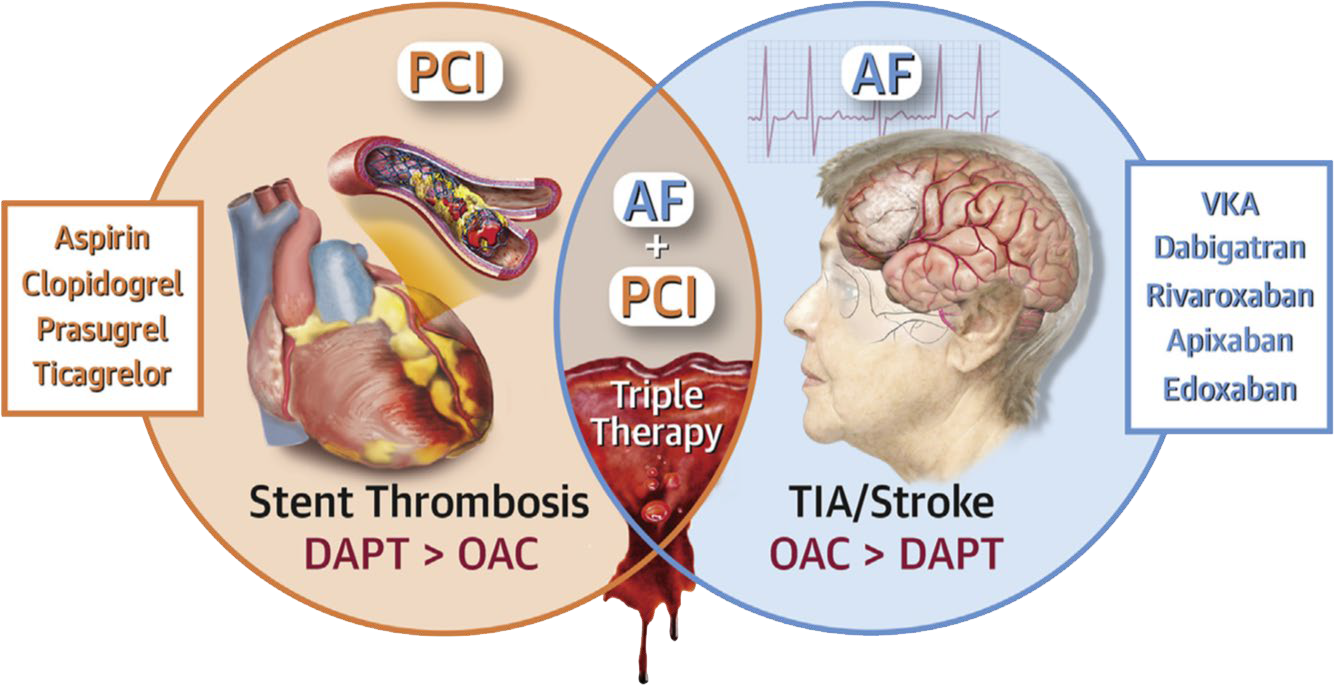 PCI
Aspirin
Clopidogrel
Prasugrel
Ticagrelor
Stent Thrombosis
DAPT > OAC
AF
+
PCI
Triple
Therapy
AF
VKA
Dabigatran
Rivaroxaban
Apixaban
Edoxaban
TIA/Stroke
OAC > DAPT